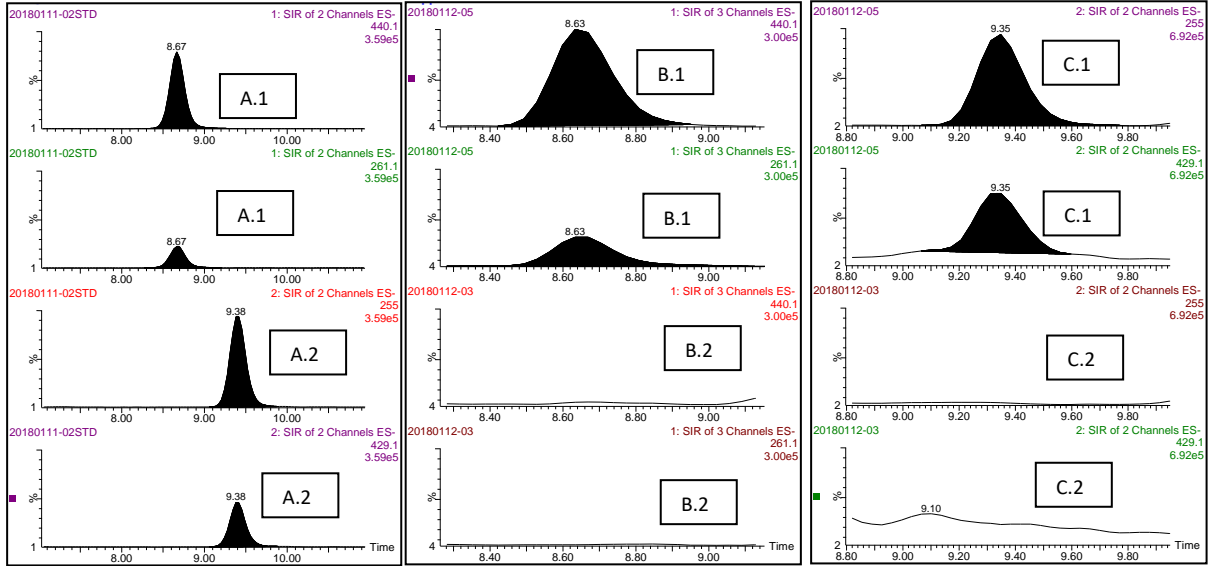 20180111-02STD 1: SIR of 2 Channels ES-
440.1
3.59e5
8.67
A.1
%
1
8.00 9.00 10.00
20180111-02STD 1: SIR of 2 Channels ES-
261.1
3.59e5
8.67
A.1
%
1
8.00 9.00 10.00
20180111-02STD 2: SIR of 2 Channels ES-
255
3.59e5
9.38
A.2
%
1
8.00 9.00 10.00
20180111-02STD 2: SIR of 2 Channels ES-
429.1
3.59e5
9.38
A.2
%
1
8.00 9.00 10.00
Time
20180112-05 1: SIR of 3 Channels ES-
440.1
3.00e5
8.63
B.1
%
4
8.40 8.60 8.80 9.00
20180112-05 1: SIR of 3 Channels ES-
261.1
3.00e5
8.63
B.1
%
4
8.40 8.60 8.80 9.00
20180112-03 1: SIR of 3 Channels ES-
440.1
3.00e5
B.2
%
4
8.40 8.60 8.80 9.00
20180112-03 1: SIR of 3 Channels ES-
261.1
3.00e5
B.2
%
4
8.40 8.60 8.80 9.00
Time
20180112-05 2: SIR of 2 Channels ES-
255
6.92e5
9.35
C.1
%
2
8.80 9.00 9.20 9.40 9.60 9.80
20180112-05 2: SIR of 2 Channels ES-
429.1
6.92e5
9.35
C.1
%
2
8.80 9.00 9.20 9.40 9.60 9.80
20180112-03 2: SIR of 2 Channels ES-
255
6.92e5
C.2
%
2
8.80 9.00 9.20 9.40 9.60 9.80
20180112-03 2: SIR of 2 Channels ES-
429.1
6.92e5
C.2
9.10
%
2
8.80 9.00 9.20 9.40 9.60 9.80
Time